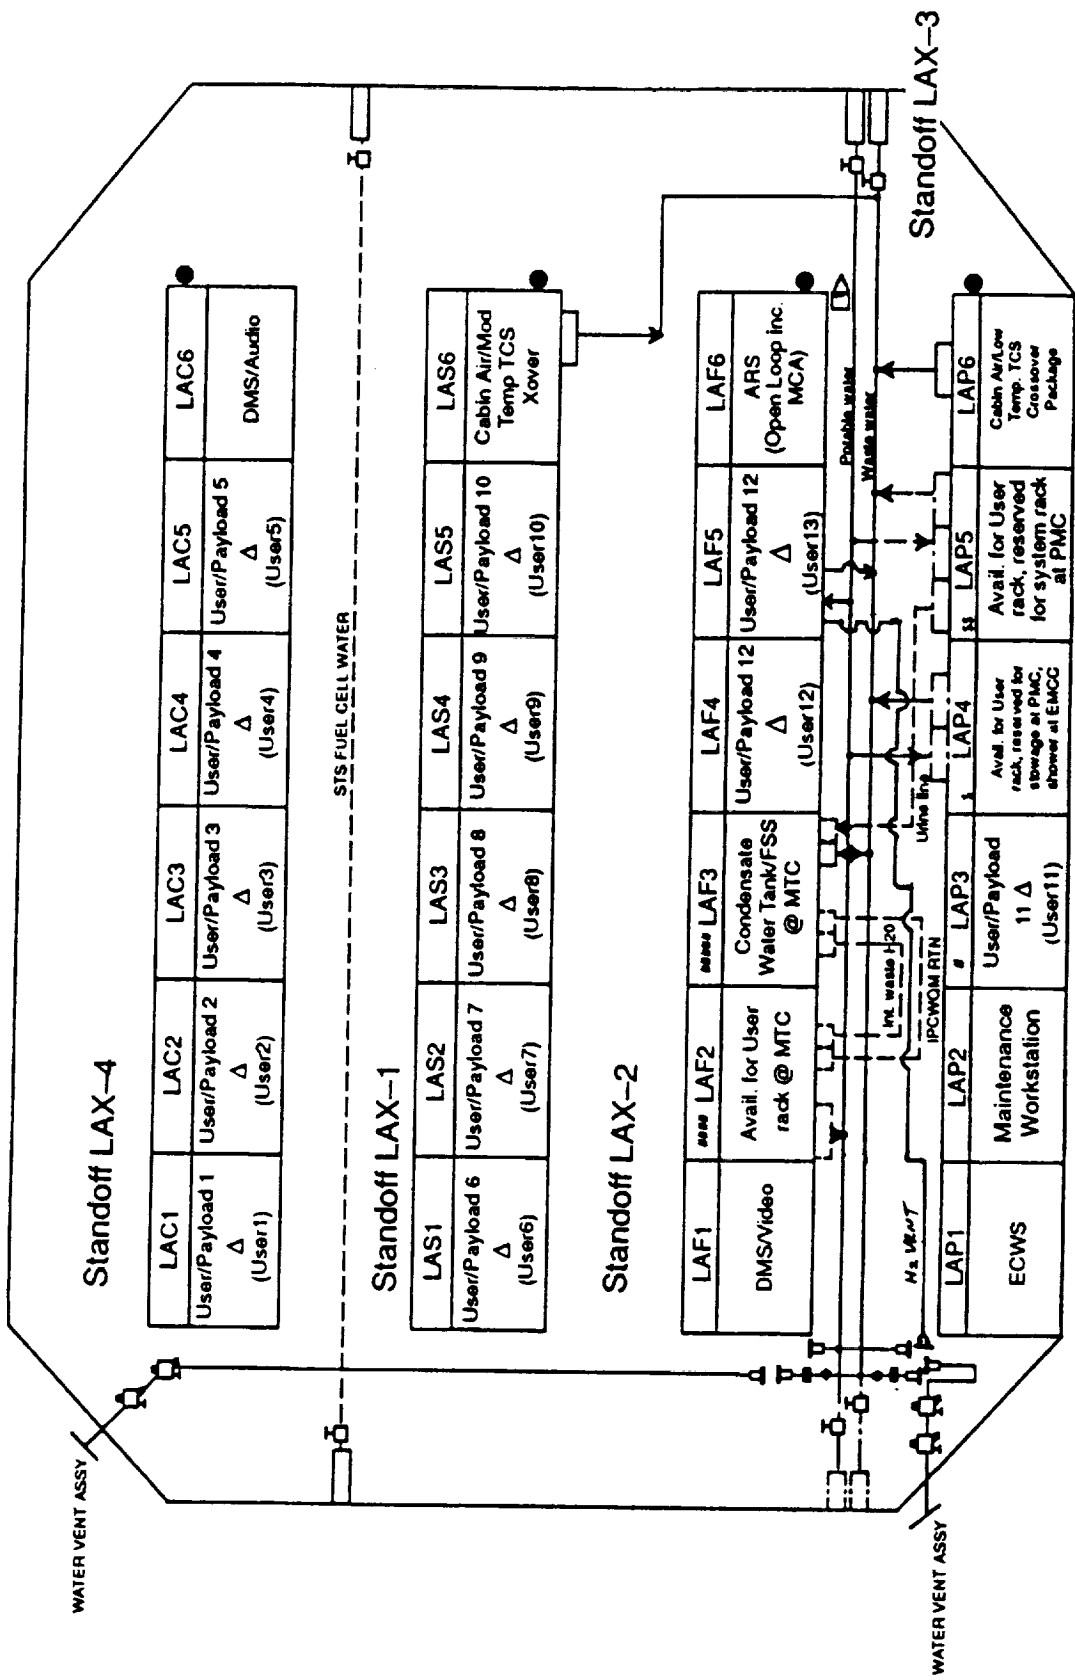 WATER VENT ASSY
Standoff LAX–4
LAC1
User/Payload 1
Δ
(User1)
LAC2
User/Payload 2
Δ
(User2)
LAC3
User/Payload 3
Δ
(User3)
LAC4
User/Payload 4
Δ
(User4)
LAC5
User/Payload 5
Δ
(User5)
LAC6
DMS/Audio
STS FUEL CELL WATER
Standoff LAX–1
LAS1
User/Payload 6
Δ
(User6)
LAS2
User/Payload 7
Δ
(User7)
LAS3
User/Payload 8
Δ
(User8)
LAS4
User/Payload 9
Δ
(User9)
LAS5
User/Payload 10
Δ
(User10)
LAS6
Cabin Air/Mod
Temp TCS
Xover
Standoff LAX–2
LAF1
DMS/Video
#### LAF2
Avail. for User
rack @ MTC
##### LAF3
Condensate
Water Tank/FSS
@ MTC
LAF4
User/Payload 12
Δ
(User12)
LAF5
User/Payload 12
Δ
(User13)
LAF6
ARS
(Open Loop inc.
MCA)
Potable water
Waste water
Int. waste H20
IPCWQM RTN
Urine line
H2 VENT
LAP1
ECWS
LAP2
Maintenance
Workstation
# LAP3
User/Payload
11 Δ
(User11)
LAP4
Avail. for User
rack, reserved for
stowage at PMC,
shower at EMCC
LAP5
Avail. for User
rack, reserved
for system rack
at PMC
LAP6
Cabin Air/Low
Temp. TCS
Crossover
Package
Standoff LAX–3
WATER VENT ASSY